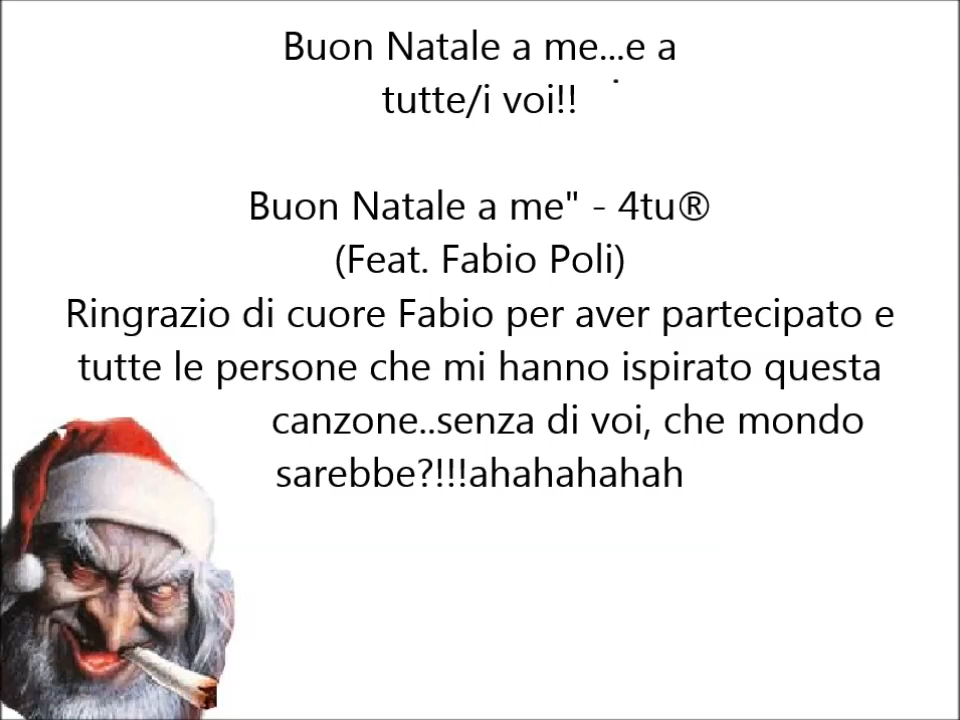 Buon Natale a me...e a
tutte/i voi!!
Buon Natale a me" - 4tu®
(Feat. Fabio Poli)
Ringrazio di cuore Fabio per aver partecipato e
tutte le persone che mi hanno ispirato questa
canzone..senza di voi, che mondo
sarebbe?!!!ahahahahah